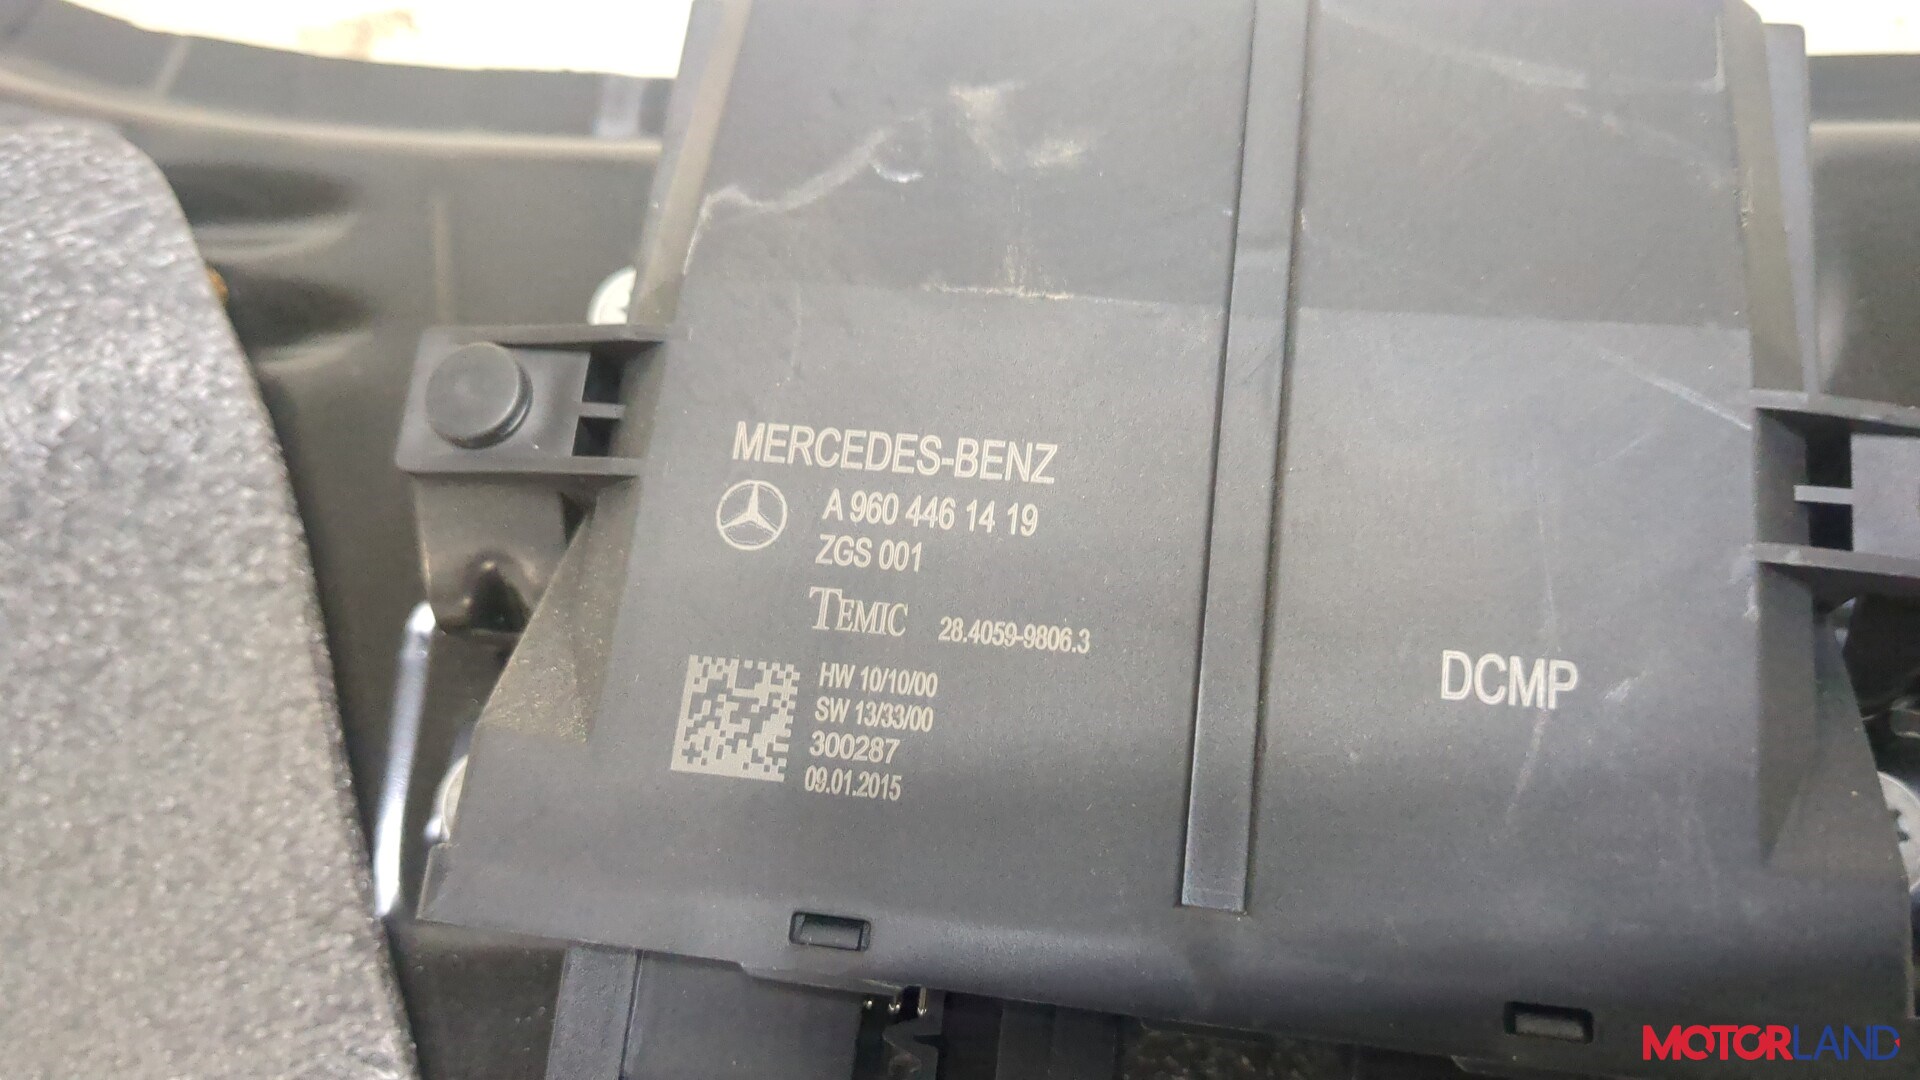 MERCEDES-BENZ
A 960 446 14 19
ZGS 001
TEMIC 28.4059-9806.3
HW 10/10/00
SW 13/33/00
300287
09.01.2015
DCMP
MOTORLAND